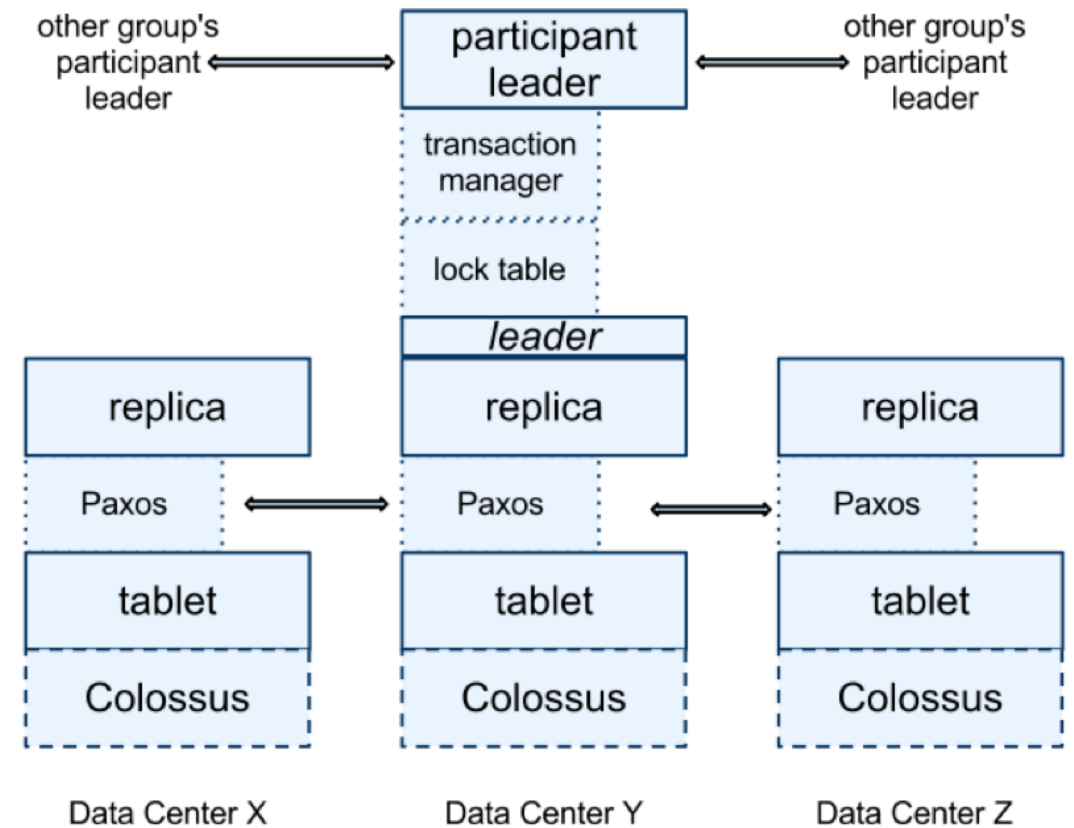 other group's
participant
leader
participant
leader
other group's
participant
leader
transaction
manager
lock table
leader
replica
replica
replica
Paxos
Paxos
Paxos
tablet
tablet
tablet
Colossus
Colossus
Colossus
Data Center X
Data Center Y
Data Center Z